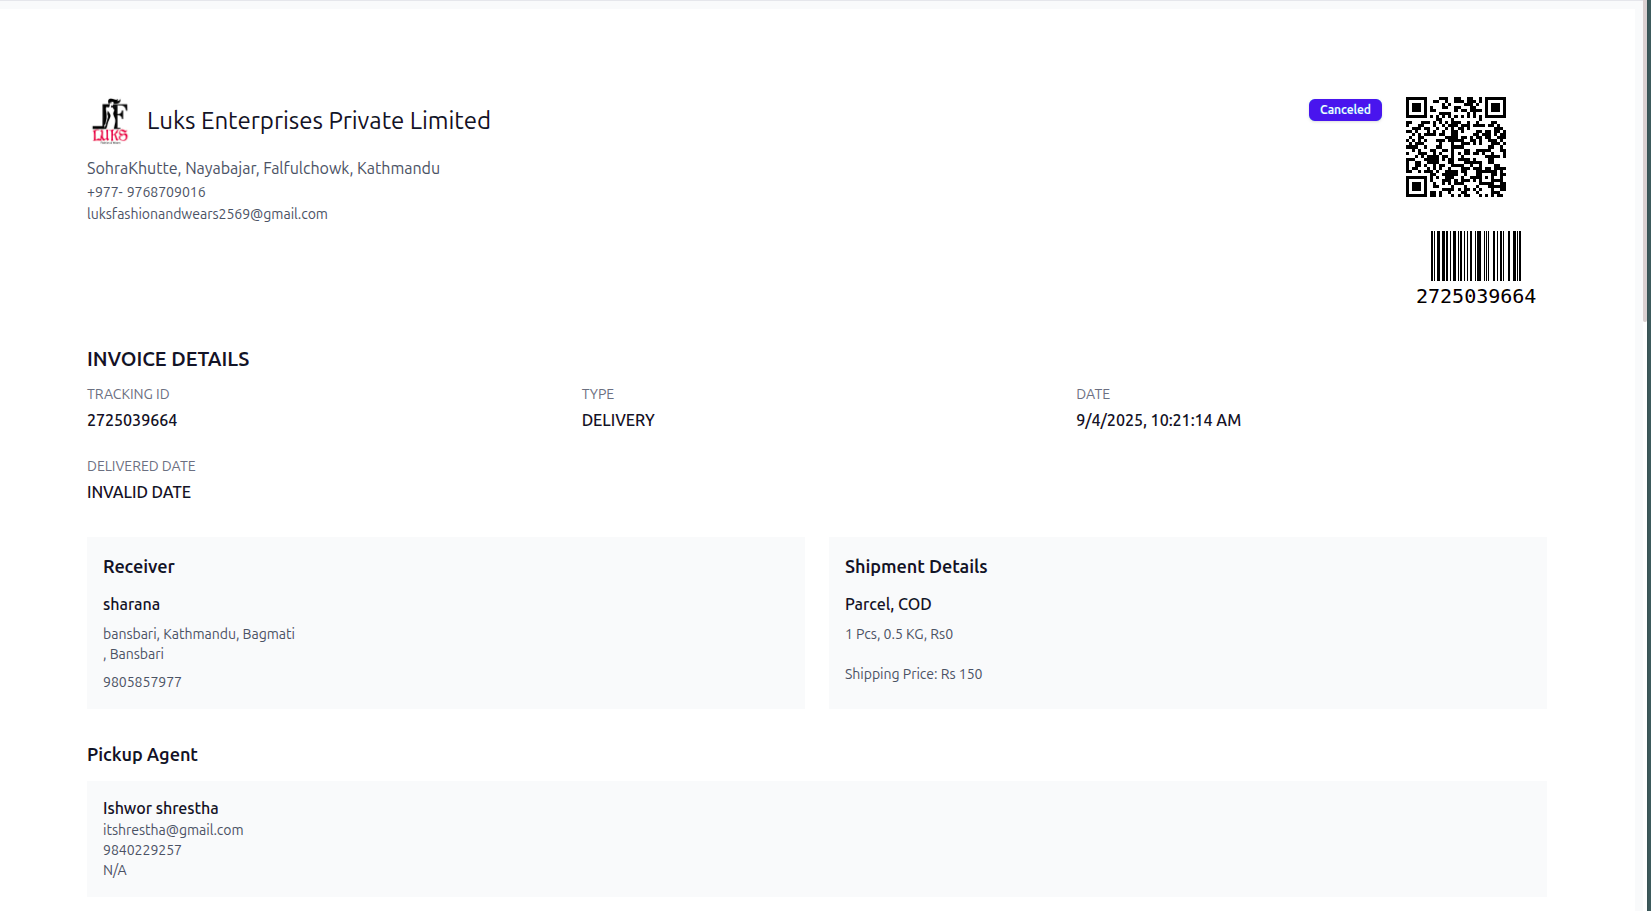 LUKS
Luks Enterprises Private Limited
SohraKhutte, Nayabajar, Falfulchowk, Kathmandu
+977- 9768709016
luksfashionandwears2569@gmail.com
Canceled
2725039664
INVOICE DETAILS
TRACKING ID
2725039664
TYPE
DELIVERY
DATE
9/4/2025, 10:21:14 AM
DELIVERED DATE
INVALID DATE
Receiver
sharana
bansbari, Kathmandu, Bagmati
, Bansbari
9805857977
Shipment Details
Parcel, COD
1 Pcs, 0.5 KG, Rs0
Shipping Price: Rs 150
Pickup Agent
Ishwor shrestha
itshrestha@gmail.com
9840229257
N/A